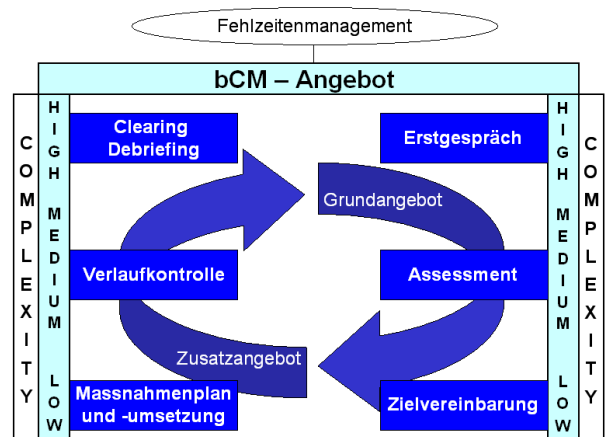 Fehlzeitenmanagement
bCM – Angebot
COMPLEXITY
HIGH MEDIUM LOW
Clearing
Debriefing
Erstgespräch
Grundangebot
Verlaufkontrolle
Assessment
Zusatzangebot
Massnahmenplan
und -umsetzung
Zielvereinbarung
HIGH MEDIUM LOW
COMPLEXITY